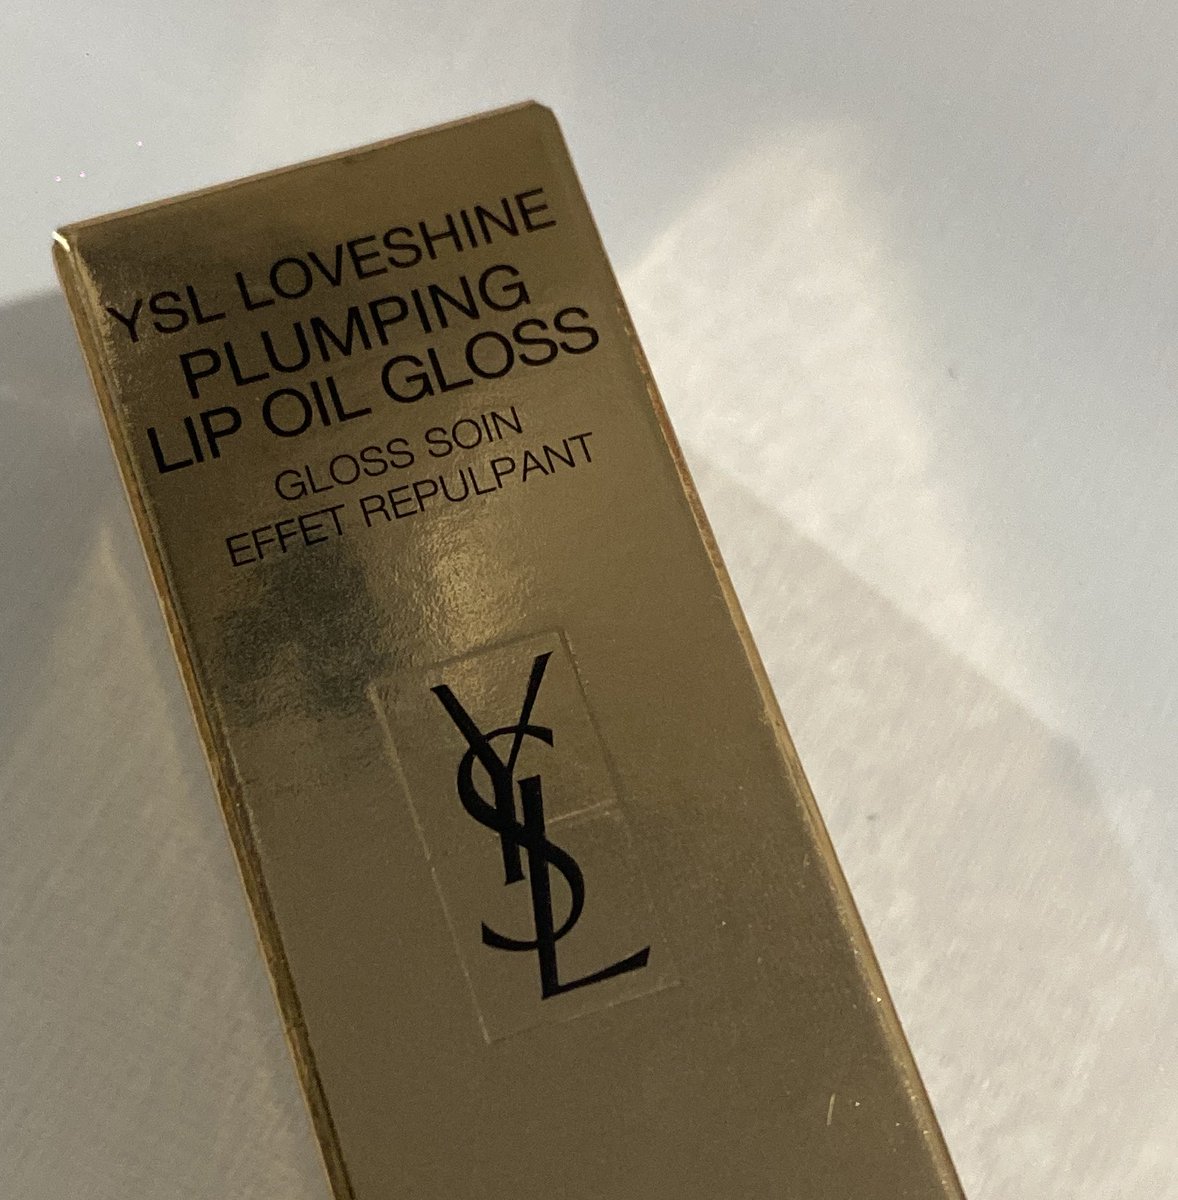 YSL LOVESHINE
PLUMPING
LIP OIL GLOSS
GLOSS SOIN
EFFET REPULPANT
YSL